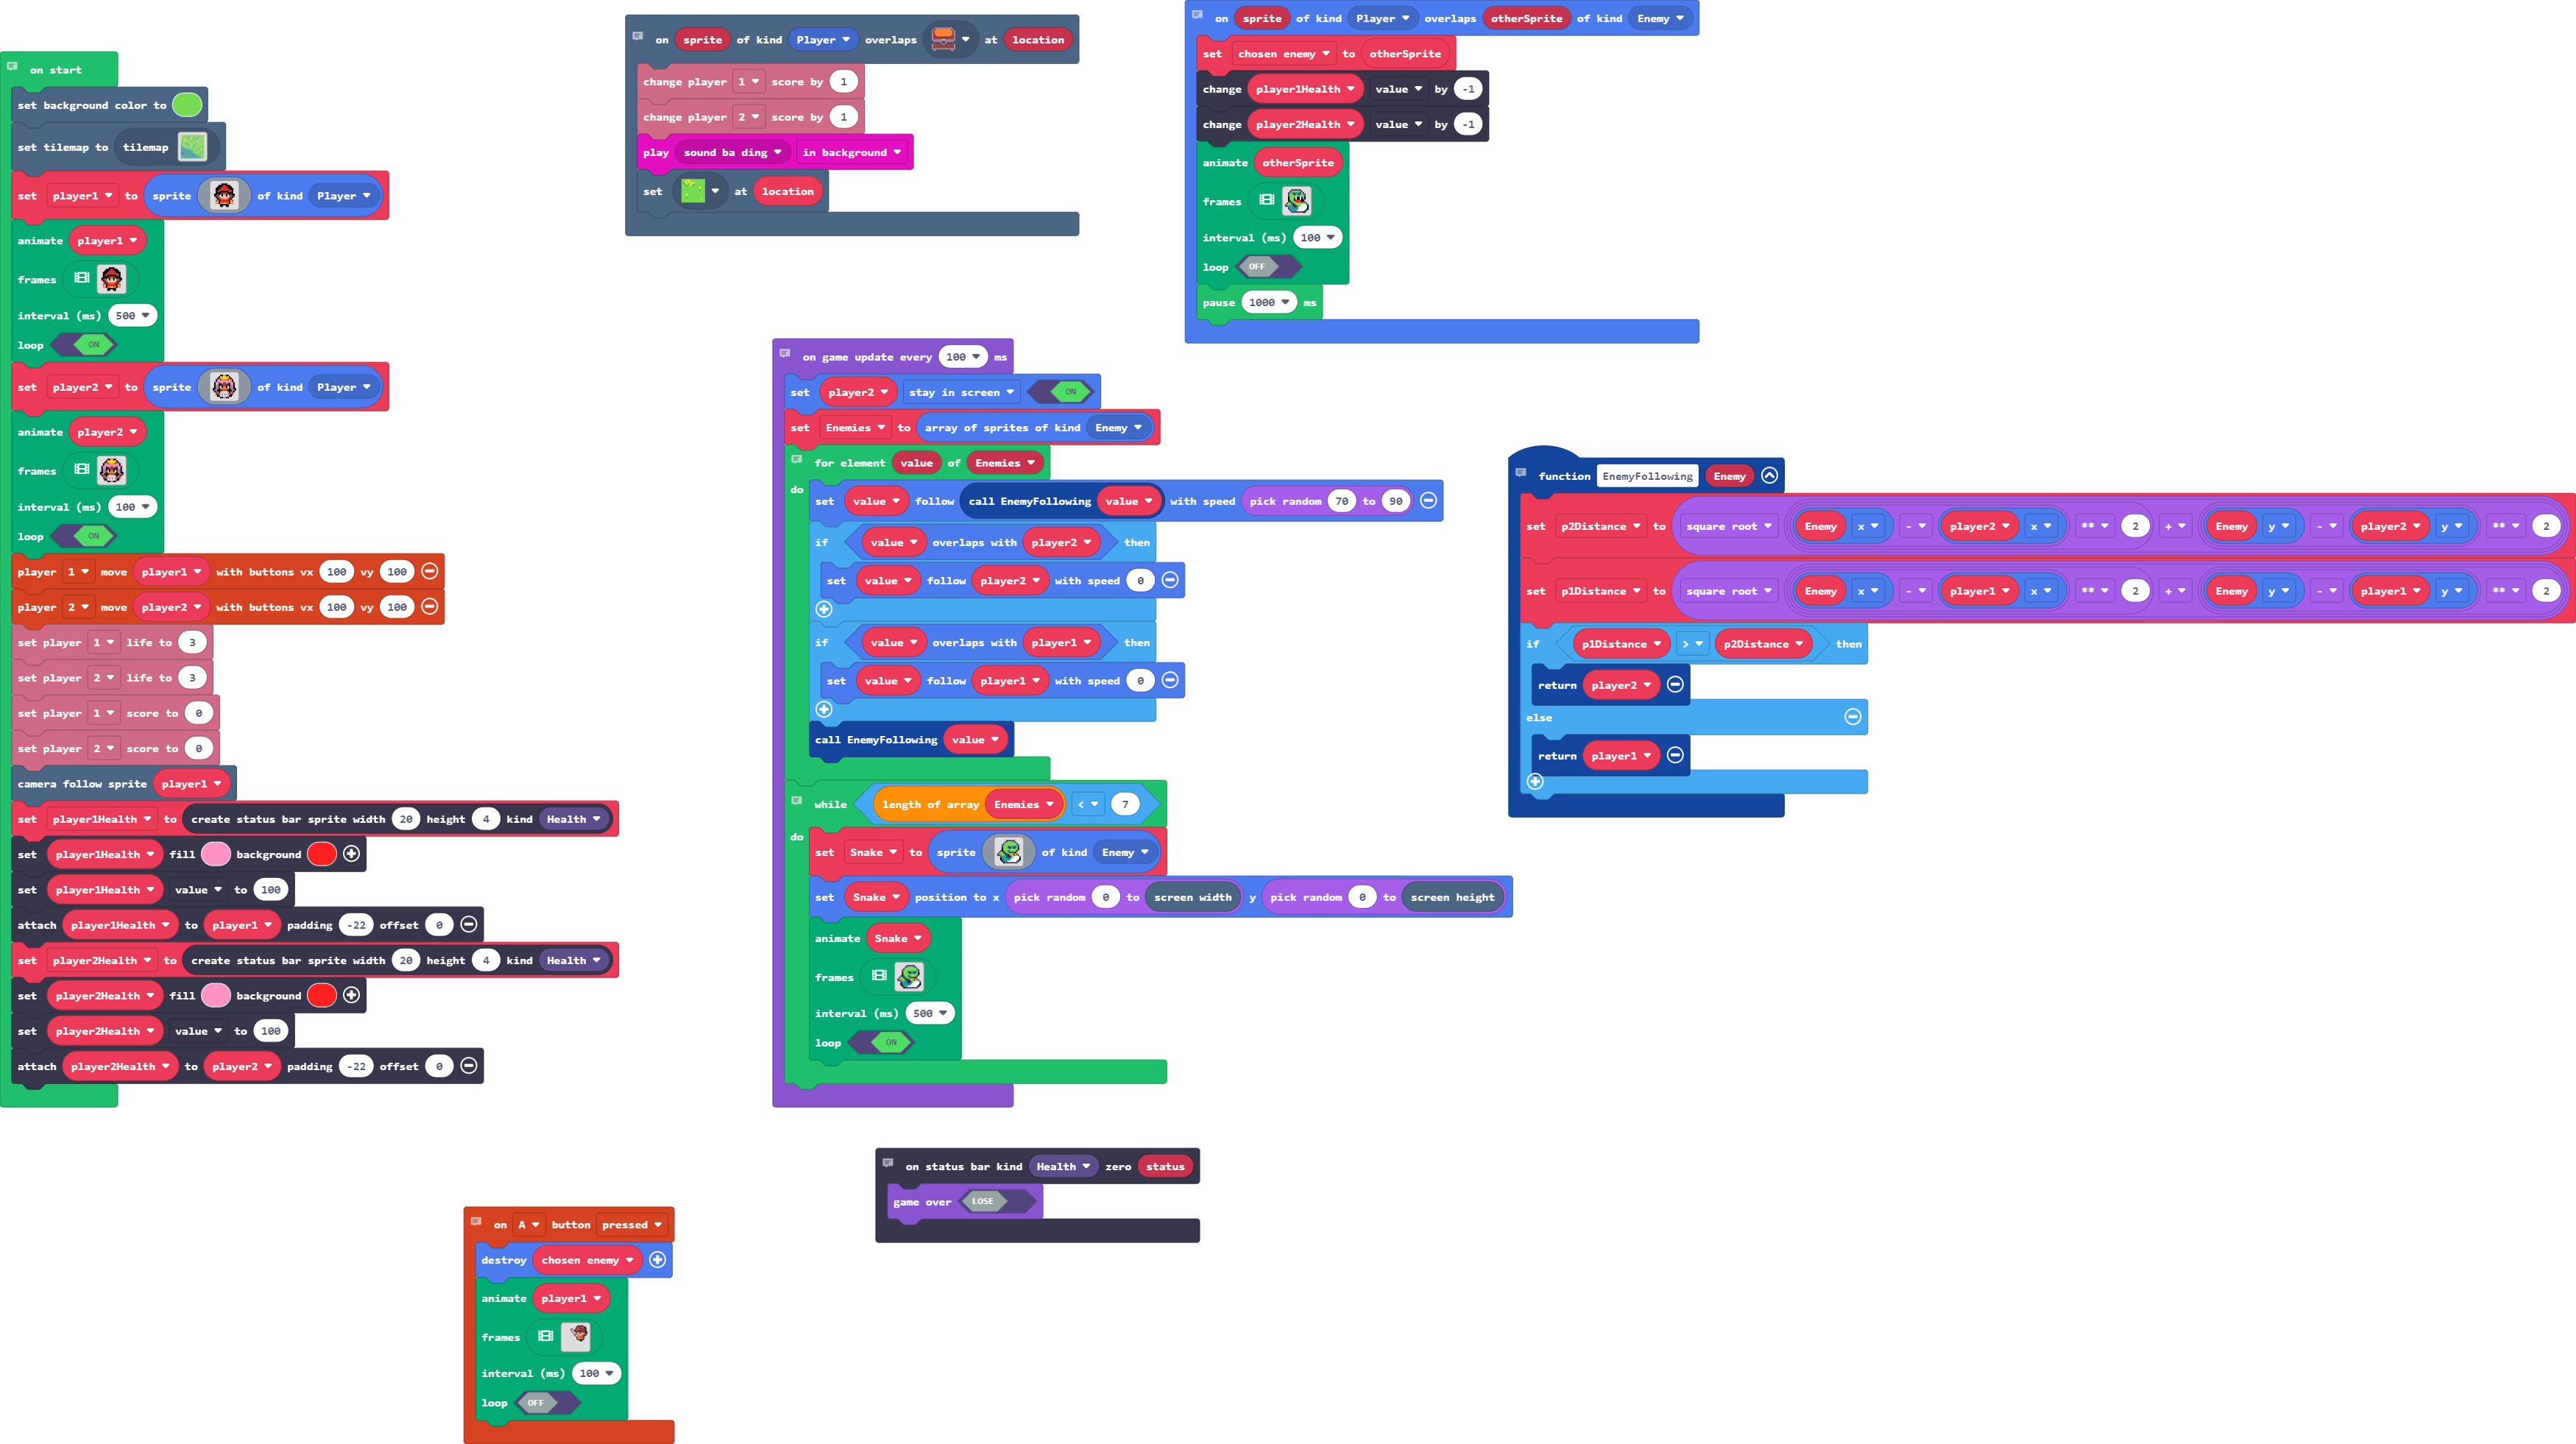 on start
set background color to
set tilemap to tilemap
set player1 to sprite of kind Player
animate player1
frames
interval (ms) 500
loop ON
set player2 to sprite of kind Player
animate player2
frames
interval (ms) 100
loop ON
player 1 move player1 with buttons vx 100 vy 100
player 2 move player2 with buttons vx 100 vy 100
set player 1 life to 3
set player 2 life to 3
set player 1 score to 0
set player 2 score to 0
camera follow sprite player1
set player1Health to create status bar sprite width 20 height 4 kind Health
set player1Health fill background
set player1Health value to 100
attach player1Health to player1 padding -22 offset 0
set player2Health to create status bar sprite width 20 height 4 kind Health
set player2Health fill background
set player2Health value to 100
attach player2Health to player2 padding -22 offset 0
on sprite of kind Player overlaps at location
change player 1 score by 1
change player 2 score by 1
play sound ba ding in background
set at location
on sprite of kind Player overlaps otherSprite of kind Enemy
set chosen enemy to otherSprite
change player1Health value by -1
change player2Health value by -1
animate otherSprite
frames
interval (ms) 100
loop OFF
pause 1000 ms
on game update every 100 ms
set player2 stay in screen ON
set Enemies to array of sprites of kind Enemy
for element value of Enemies
do
set value follow call EnemyFollowing value with speed pick random 70 to 90
if value overlaps with player2 then
set value follow player2 with speed 0
if value overlaps with player1 then
set value follow player1 with speed 0
call EnemyFollowing value
while length of array Enemies < 7
do
set Snake to sprite of kind Enemy
set Snake position to x pick random 0 to screen width y pick random 0 to screen height
animate Snake
frames
interval (ms) 500
loop ON
function EnemyFollowing Enemy
set p2Distance to square root Enemy x - player2 x ** 2 + Enemy y - player2 y ** 2
set p1Distance to square root Enemy x - player1 x ** 2 + Enemy y - player1 y ** 2
if p1Distance > p2Distance then
return player2
else
return player1
on status bar kind Health zero status
game over LOSE
on A button pressed
destroy chosen enemy
animate player1
frames
interval (ms) 100
loop OFF